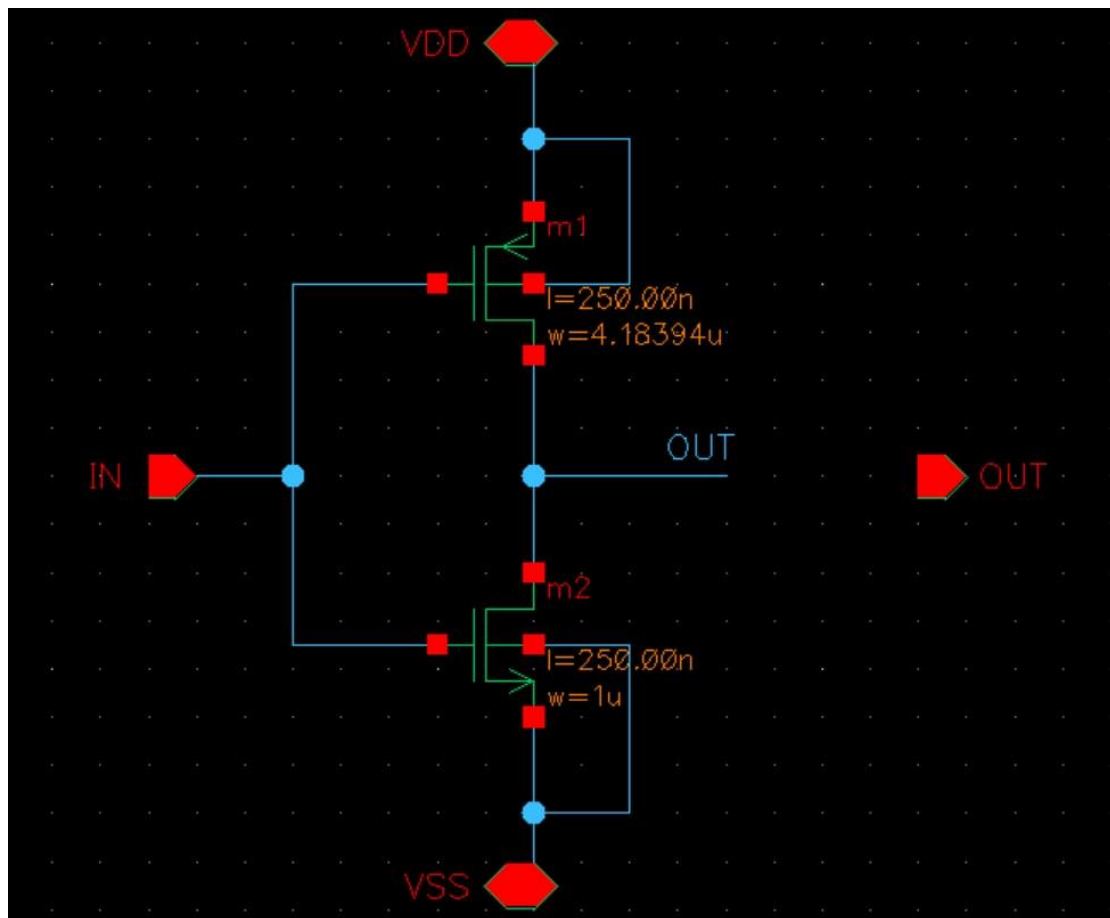 VDD
m1
l=250.00n
w=4.18394u
OUT
IN
OUT
m2
l=250.00n
w=1u
VSS